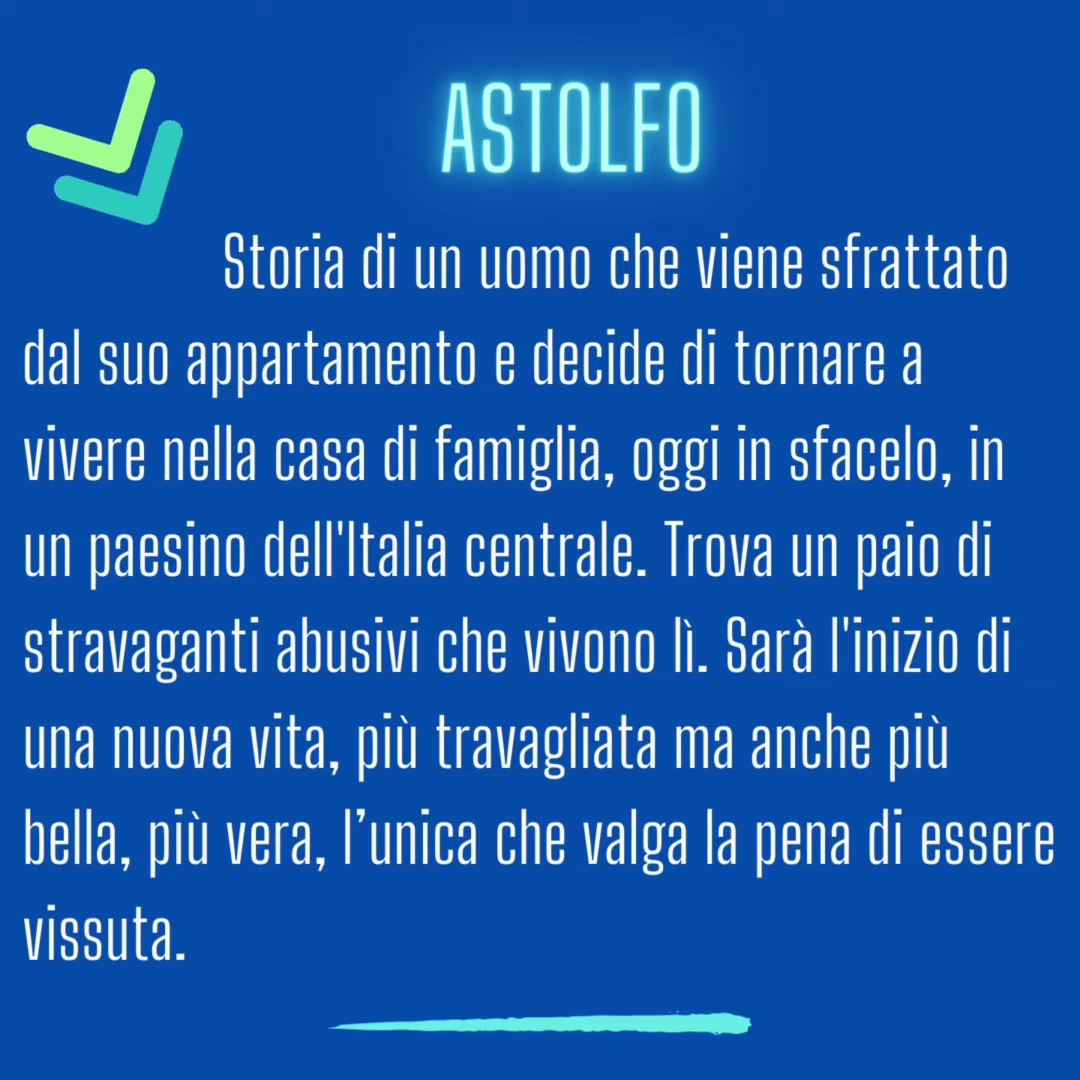 ASTOLFO
Storia di un uomo che viene sfrattato
dal suo appartamento e decide di tornare a
vivere nella casa di famiglia, oggi in sfacelo, in
un paesino dell'Italia centrale. Trova un paio di
stravaganti abusivi che vivono lì. Sarà l'inizio di
una nuova vita, più travagliata ma anche più
bella, più vera, l’unica che valga la pena di essere
vissuta.